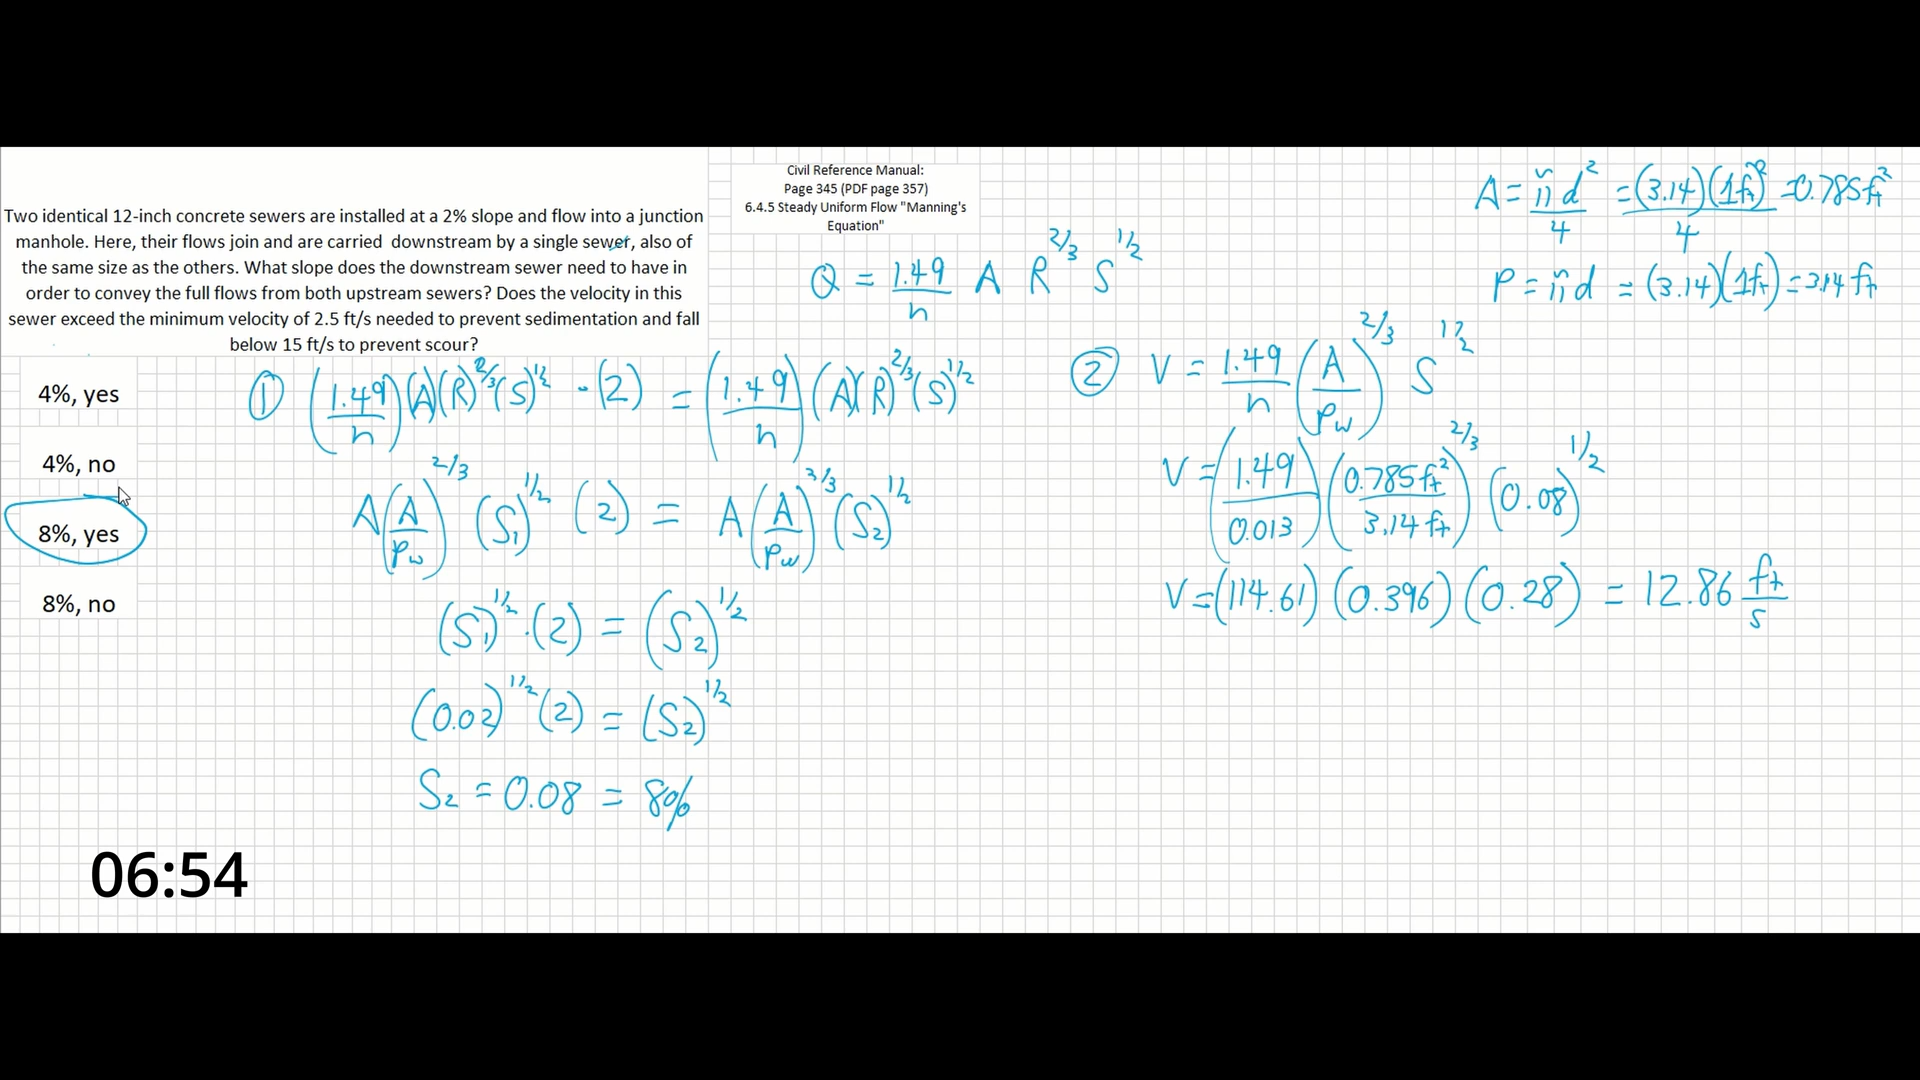 Two identical 12-inch concrete sewers are installed at a 2% slope and flow into a junction
manhole. Here, their flows join and are carried downstream by a single sewer, also of
the same size as the others. What slope does the downstream sewer need to have in
order to convey the full flows from both upstream sewers? Does the velocity in this
sewer exceed the minimum velocity of 2.5 ft/s needed to prevent sedimentation and fall
below 15 ft/s to prevent scour?
4%, yes
4%, no
8%, yes
8%, no
06:54
Civil Reference Manual:
Page 345 (PDF page 357)
6.4.5 Steady Uniform Flow "Manning's
Equation"
Q = 1.49/n A R^2/3 S^1/2
① (1.49/n)(A)(R)^2/3(S)^1/2 · (2) = (1.49/n)(A)(R)^2/3(S)^1/2
A(A/Pw)^2/3 (S1)^1/2 (2) = A(A/Pw)^2/3 (S2)^1/2
(S1)^1/2 · (2) = (S2)^1/2
(0.02)^1/2 (2) = (S2)^1/2
S2 = 0.08 = 8%
A = πd²/4 = (3.14)(1ft)²/4 = 0.785ft²
P = πd = (3.14)(1ft) = 3.14 ft
② V = 1.49/n (A/Pw)^2/3 S^1/2
V = (1.49/0.013)(0.785ft²/3.14ft)^2/3 (0.08)^1/2
V = (114.61)(0.396)(0.28) = 12.86 ft/s